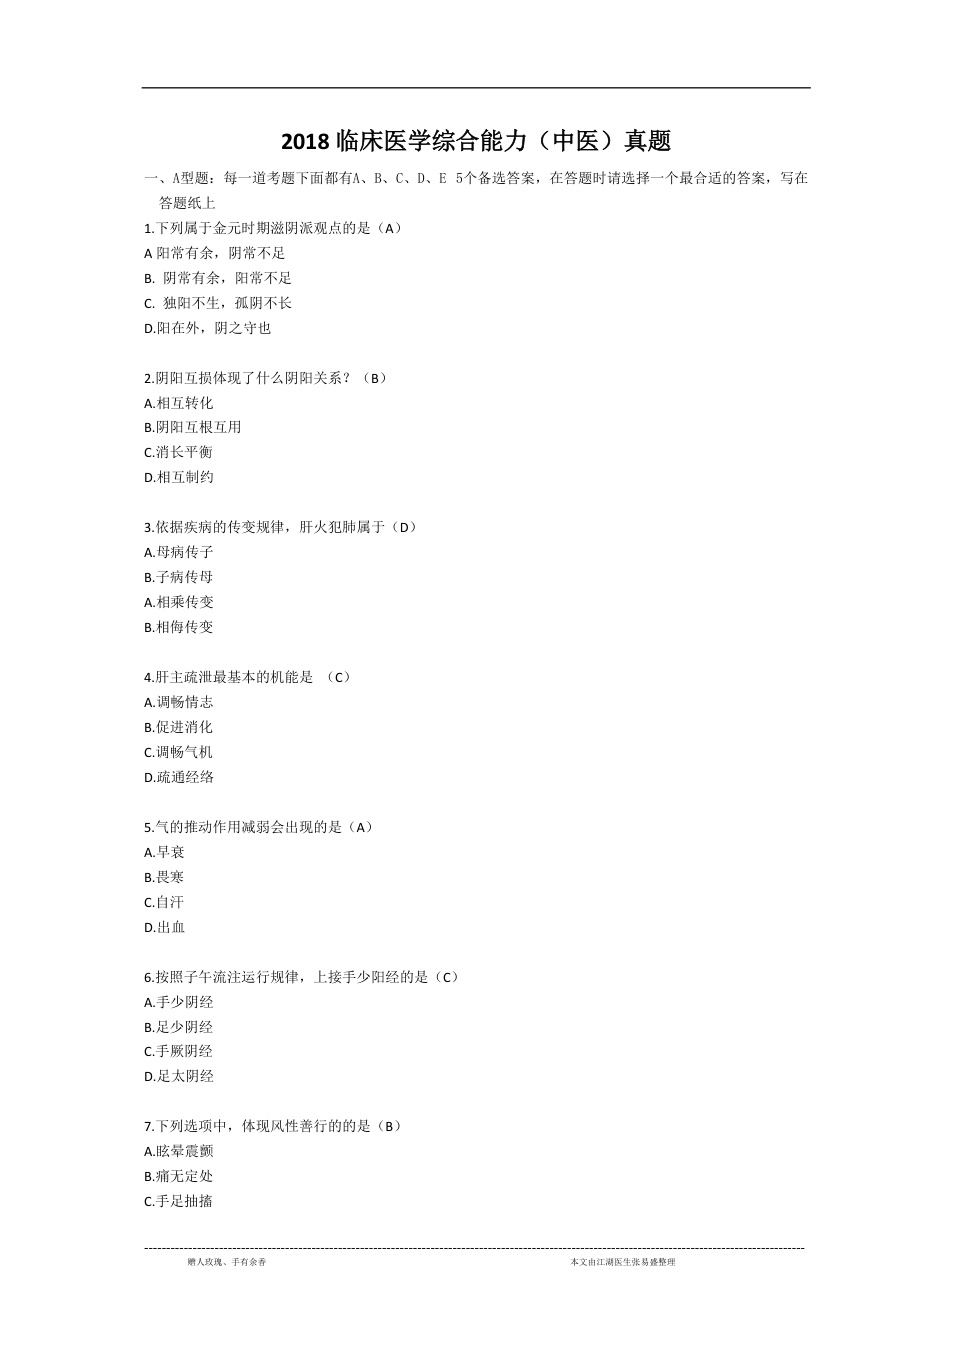 2018 临床医学综合能力（中医）真题
一、A型题：每一道考题下面都有A、B、C、D、E 5个备选答案，在答题时请选择一个最合适的答案，写在
答题纸上
1.下列属于金元时期滋阴派观点的是（A）
A 阳常有余，阴常不足
B. 阴常有余，阳常不足
C. 独阳不生，孤阴不长
D.阳在外，阴之守也
2.阴阳互损体现了什么阴阳关系？（B）
A.相互转化
B.阴阳互根互用
C.消长平衡
D.相互制约
3.依据疾病的传变规律，肝火犯肺属于（D）
A.母病传子
B.子病传母
A.相乘传变
B.相侮传变
4.肝主疏泄最基本的机能是 （C）
A.调畅情志
B.促进消化
C.调畅气机
D.疏通经络
5.气的推动作用减弱会出现的是（A）
A.早衰
B.畏寒
C.自汗
D.出血
6.按照子午流注运行规律，上接手少阳经的是（C）
A.手少阴经
B.足少阴经
C.手厥阴经
D.足太阴经
7.下列选项中，体现风性善行的的是（B）
A.眩晕震颤
B.痛无定处
C.手足抽搐
赠人玫瑰、手有余香 本文由江湖医生张易盛整理